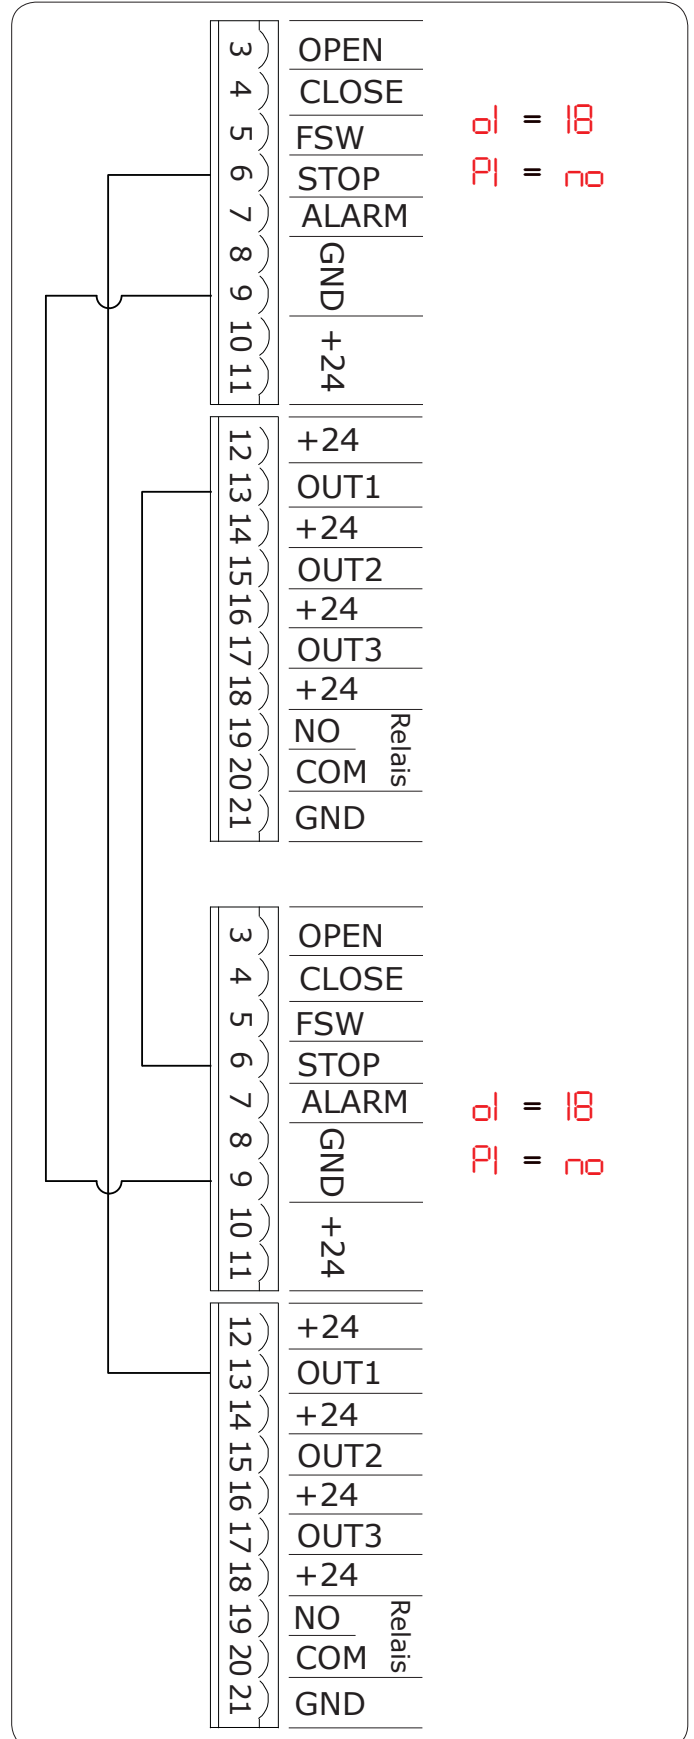 3 OPEN
4 CLOSE
5 FSW
6 STOP
7 ALARM
8 GND
9
10 +24
11
o1 = 18
P1 = no
12 +24
13 OUT1
14 +24
15 OUT2
16 +24
17 OUT3
18 +24
19 NO Relais
20 COM
21 GND
3 OPEN
4 CLOSE
5 FSW
6 STOP
7 ALARM
8 GND
9
10 +24
11
o1 = 18
P1 = no
12 +24
13 OUT1
14 +24
15 OUT2
16 +24
17 OUT3
18 +24
19 NO Relais
20 COM
21 GND